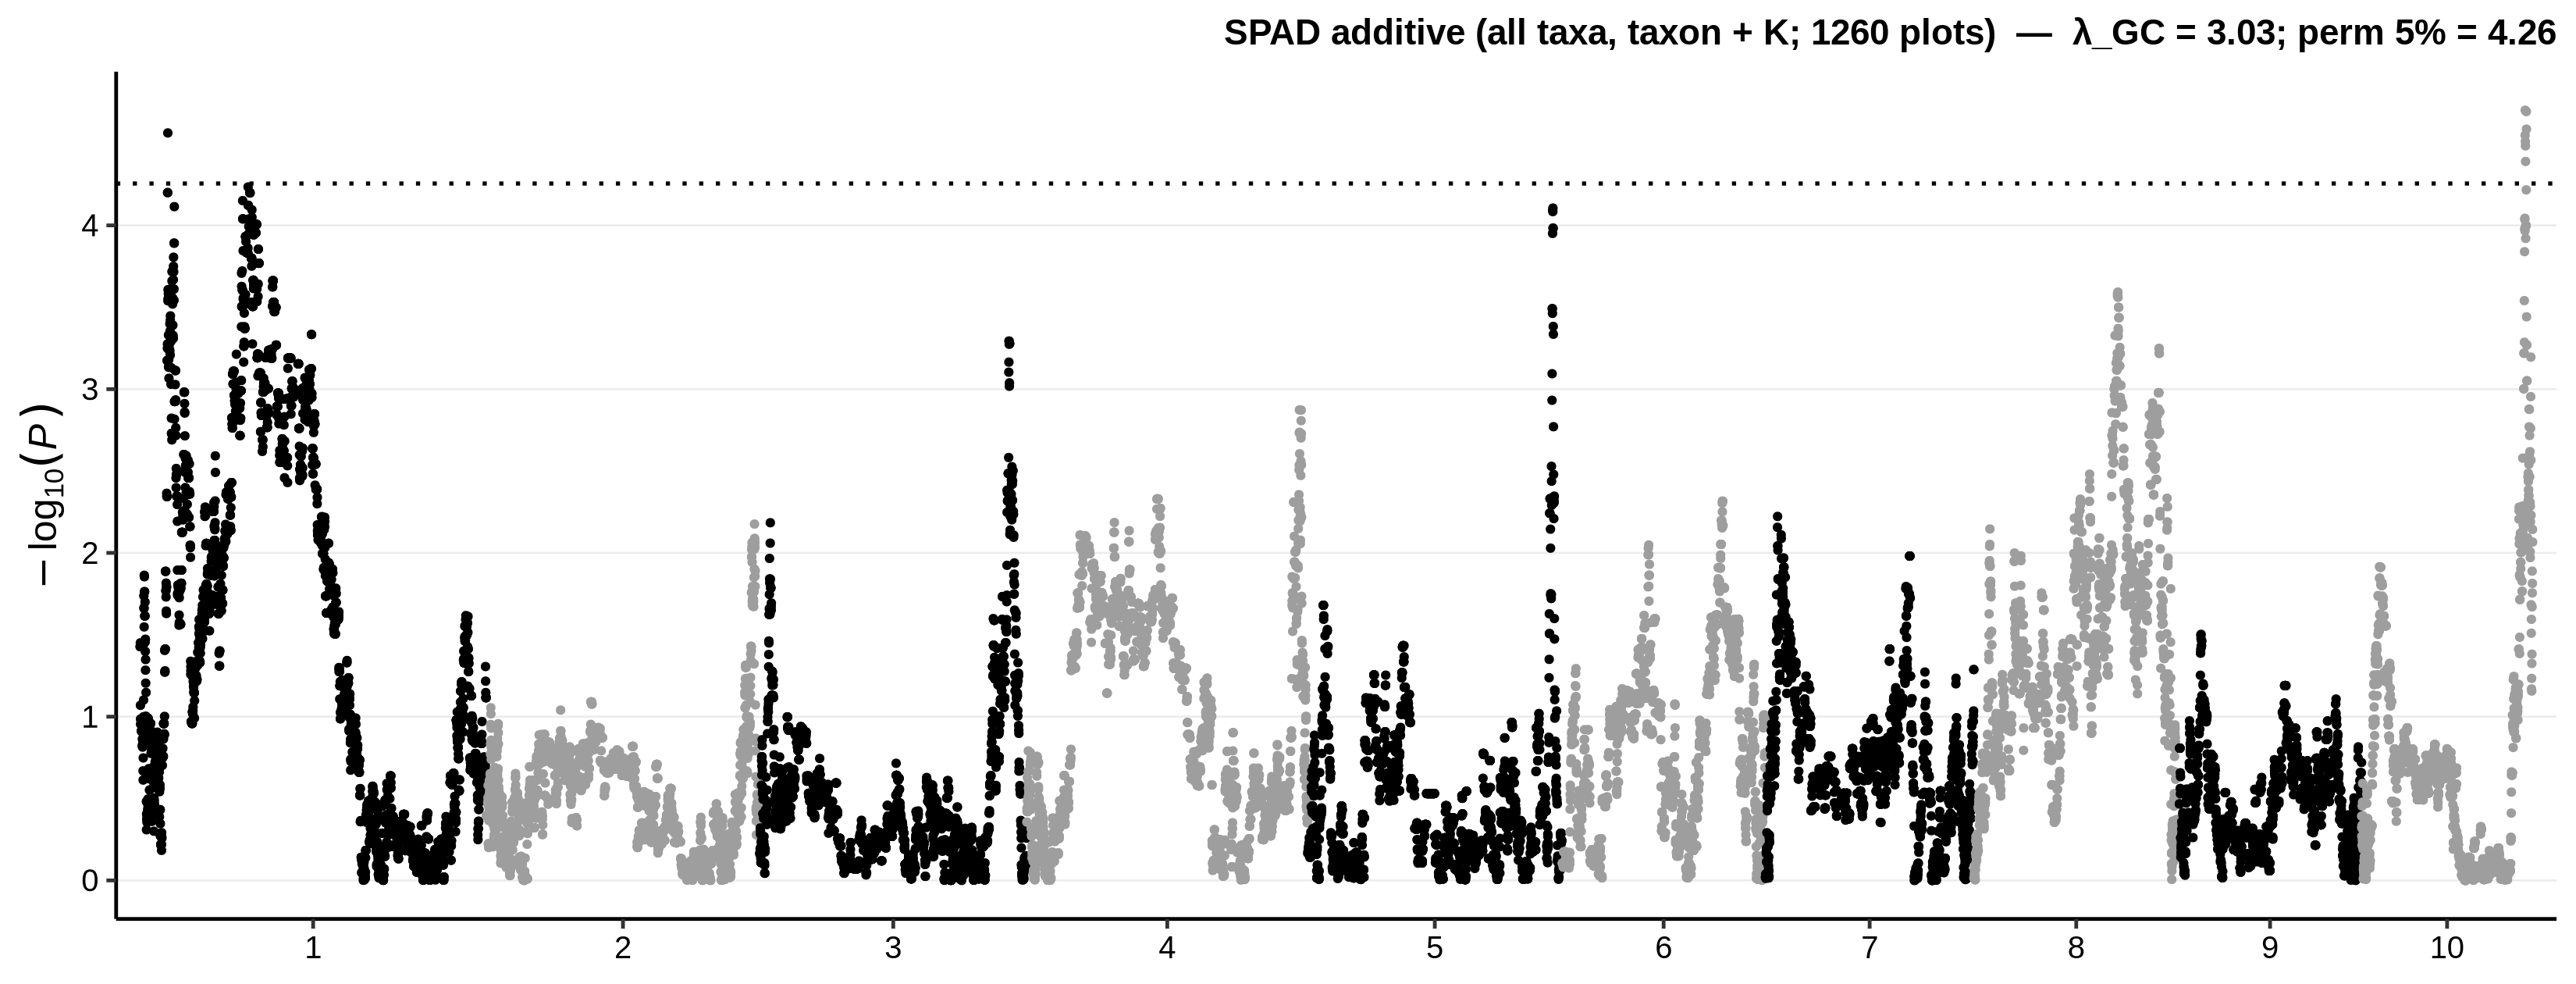 SPAD additive (all taxa, taxon + K; 1260 plots) — λ_GC = 3.03; perm 5% = 4.26
− log₁₀(P)
4
3
2
1
0
1 2 3 4 5 6 7 8 9 10